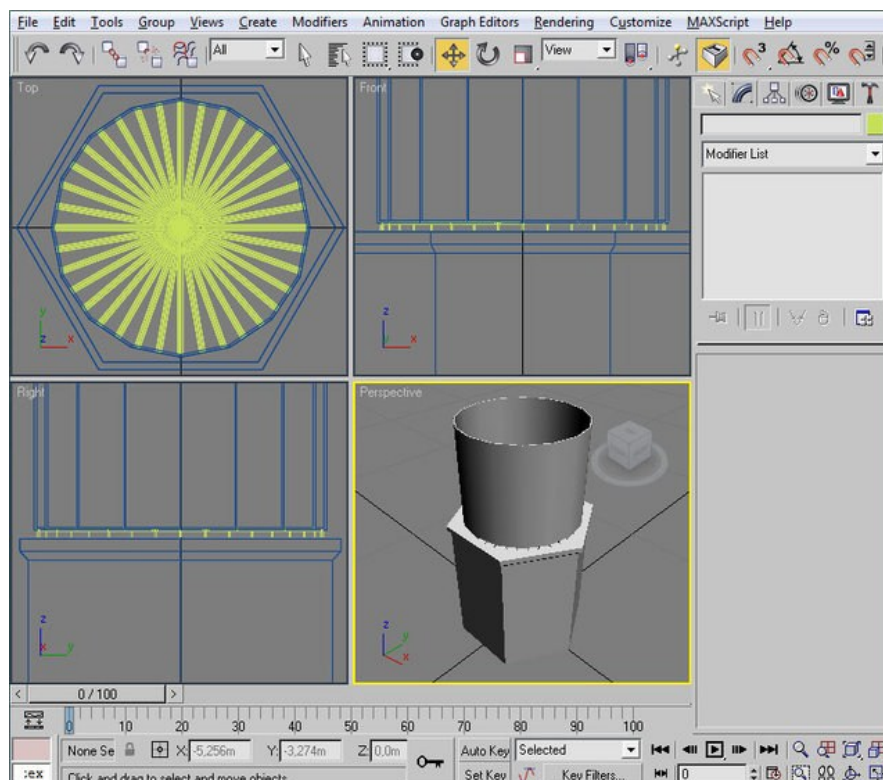 File Edit Tools Group Views Create Modifiers Animation Graph Editors Rendering Customize MAXScript Help
All View 3 %
Top Front
Modifier List
y z x
z y x
Right Perspective
z x y
z y x
0 / 100
0 10 20 30 40 50 60 70 80 90 100
None Se X: -5,256m Y: -3,274m Z: 0,0m Auto Key Selected
:ex Click and drag to select and move objects Set Key Key Filters... 0